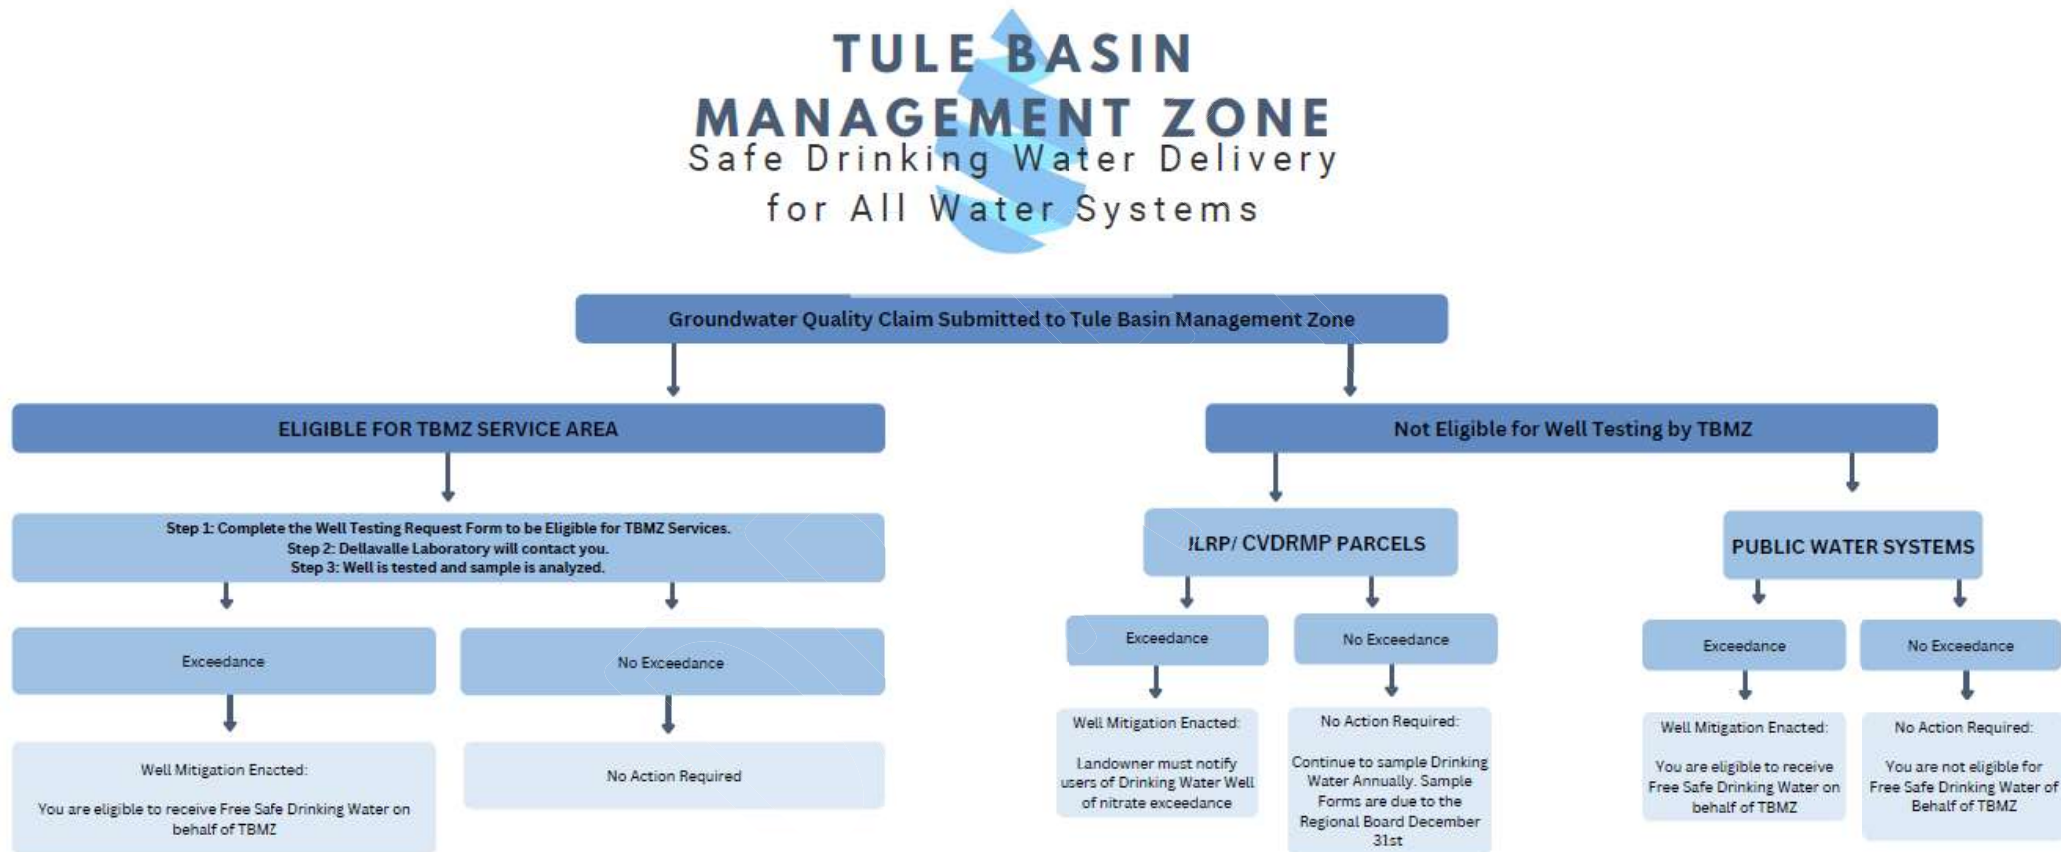 TULE BASIN
MANAGEMENT ZONE
Safe Drinking Water Delivery
for All Water Systems
Groundwater Quality Claim Submitted to Tule Basin Management Zone
ELIGIBLE FOR TBMZ SERVICE AREA
Not Eligible for Well Testing by TBMZ
Step 1: Complete the Well Testing Request Form to be Eligible for TBMZ Services.
Step 2: Dellavalle Laboratory will contact you.
Step 3: Well is tested and sample is analyzed.
ILRP/ CVDRMP PARCELS
PUBLIC WATER SYSTEMS
Exceedance
No Exceedance
Exceedance
No Exceedance
Exceedance
No Exceedance
Well Mitigation Enacted:
You are eligible to receive Free Safe Drinking Water on
behalf of TBMZ
No Action Required
Well Mitigation Enacted:
Landowner must notify
users of Drinking Water Well
of nitrate exceedance
No Action Required:
Continue to sample Drinking
Water Annually. Sample
Forms are due to the
Regional Board December
31st
Well Mitigation Enacted:
You are eligible to receive
Free Safe Drinking Water on
behalf of TBMZ
No Action Required:
You are not eligible for
Free Safe Drinking Water of
Behalf of TBMZ